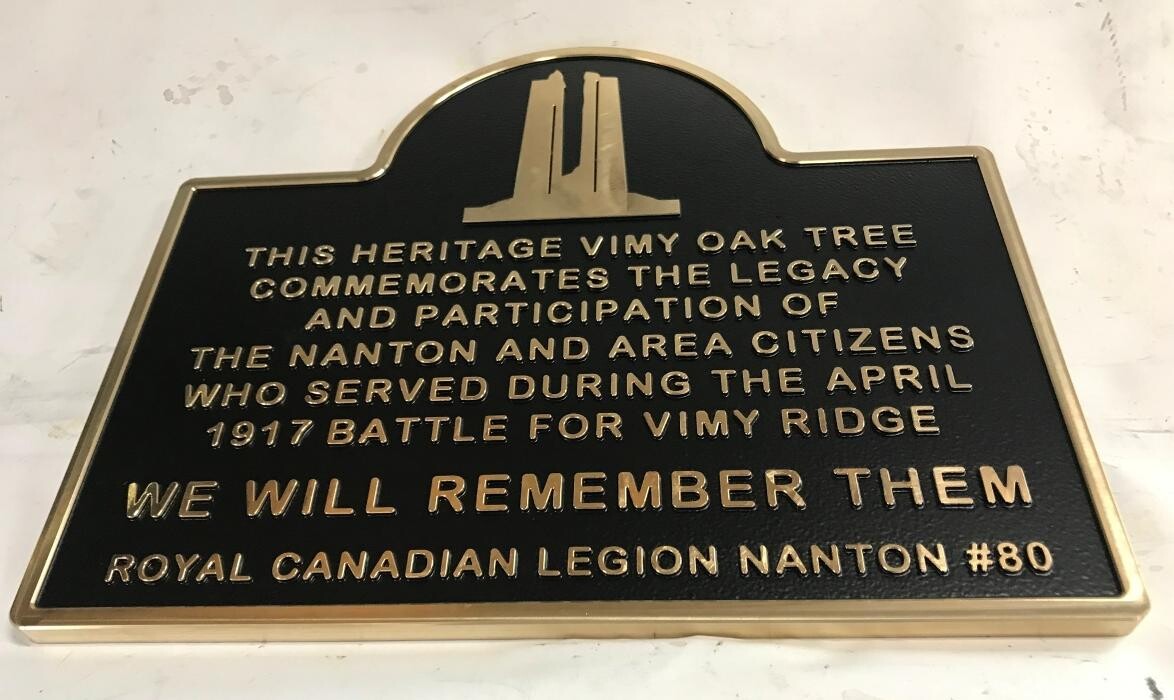 THIS HERITAGE VIMY OAK TREE
COMMEMORATES THE LEGACY
AND PARTICIPATION OF
THE NANTON AND AREA CITIZENS
WHO SERVED DURING THE APRIL
1917 BATTLE FOR VIMY RIDGE
WE WILL REMEMBER THEM
ROYAL CANADIAN LEGION NANTON #80